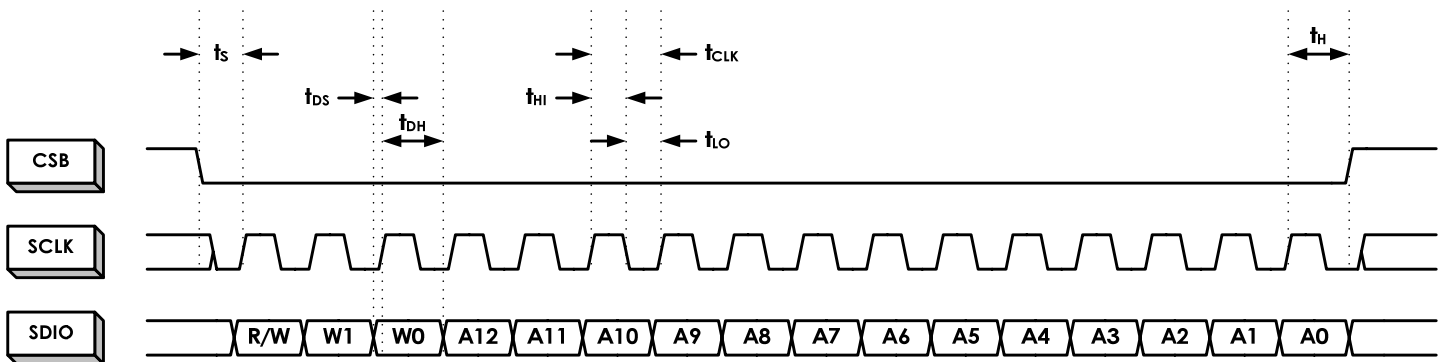 tS tCLK tH
tDS tHI
tDH tLO
CSB
SCLK
SDIO R/W W1 W0 A12 A11 A10 A9 A8 A7 A6 A5 A4 A3 A2 A1 A0